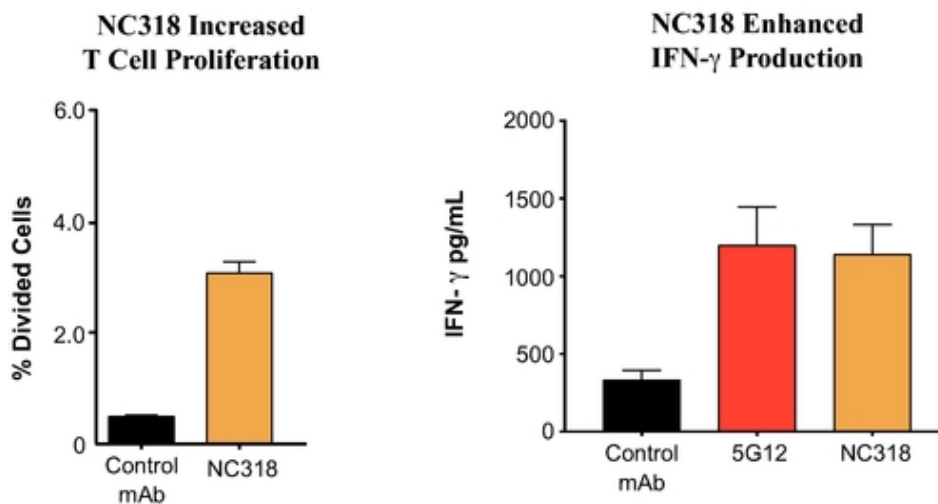 NC318 Increased
T Cell Proliferation
% Divided Cells
6.0
4.0
2.0
0
Control
mAb
NC318
NC318 Enhanced
IFN-γ Production
IFN- γ pg/mL
2000
1500
1000
500
0
Control
mAb
5G12
NC318